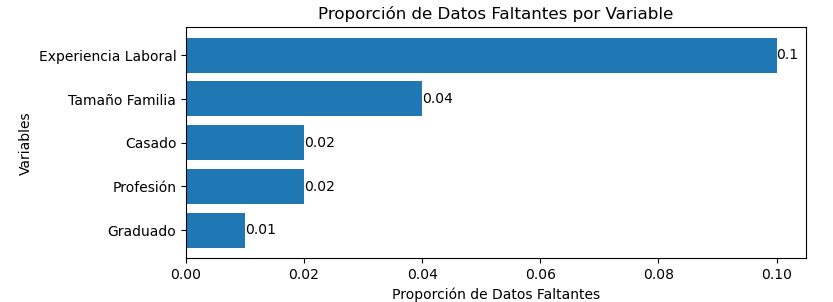 Proporción de Datos Faltantes por Variable
Variables
Experiencia Laboral 0.1
Tamaño Familia 0.04
Casado 0.02
Profesión 0.02
Graduado 0.01
0.00 0.02 0.04 0.06 0.08 0.10
Proporción de Datos Faltantes